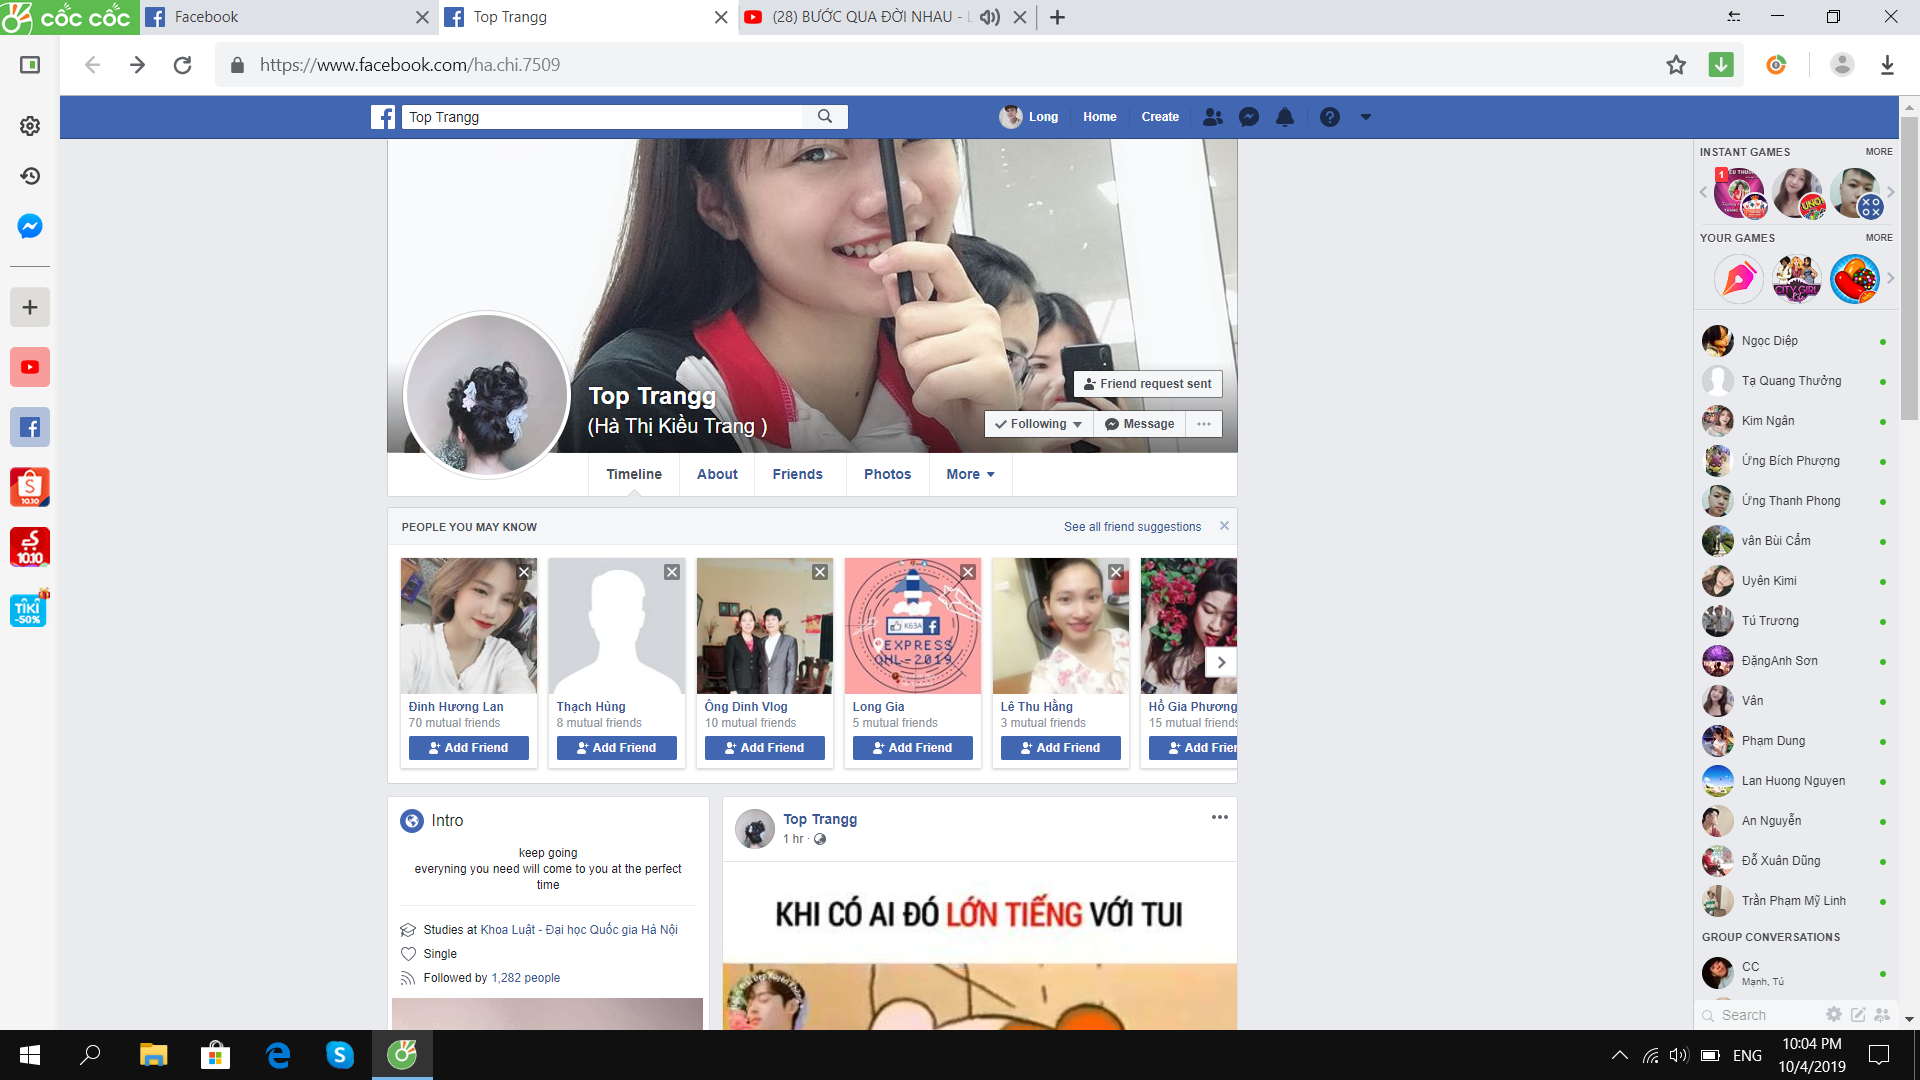 cốc cốc
Facebook
Top Trangg
(28) BƯỚC QUA ĐỜI NHAU -
https://www.facebook.com/ha.chi.7509
Top Trangg
Long
Home
Create
Top Trangg
(Hà Thị Kiều Trang )
Friend request sent
Following
Message
Timeline
About
Friends
Photos
More
PEOPLE YOU MAY KNOW
See all friend suggestions
K63A
EXPRESS
QHL-2019
Đinh Hương Lan
70 mutual friends
Add Friend
Thạch Hùng
8 mutual friends
Add Friend
Ông Dinh Vlog
10 mutual friends
Add Friend
Long Gia
5 mutual friends
Add Friend
Lê Thu Hằng
3 mutual friends
Add Friend
Hồ Gia Phương
15 mutual friends
Add Frien
Intro
keep going
everyning you need will come to you at the perfect
time
Studies at Khoa Luật - Đại học Quốc gia Hà Nội
Single
Followed by 1,282 people
Top Trangg
1 hr ·
KHI CÓ AI ĐÓ LỚN TIẾNG VỚI TUI
INSTANT GAMES
MORE
1
UNO
YOUR GAMES
MORE
CITY GIRL
Ngọc Diệp
Tạ Quang Thưởng
Kim Ngân
Ứng Bích Phượng
Ứng Thanh Phong
vân Bùi Cẩm
Uyên Kimi
Tú Trương
ĐặngAnh Sơn
Vân
Phạm Dung
Lan Huong Nguyen
An Nguyễn
Đỗ Xuân Dũng
Trần Phạm Mỹ Linh
GROUP CONVERSATIONS
CC
Mạnh, Tú
Search
10.10
10.10
TIKI
-50%
ENG
10:04 PM
10/4/2019